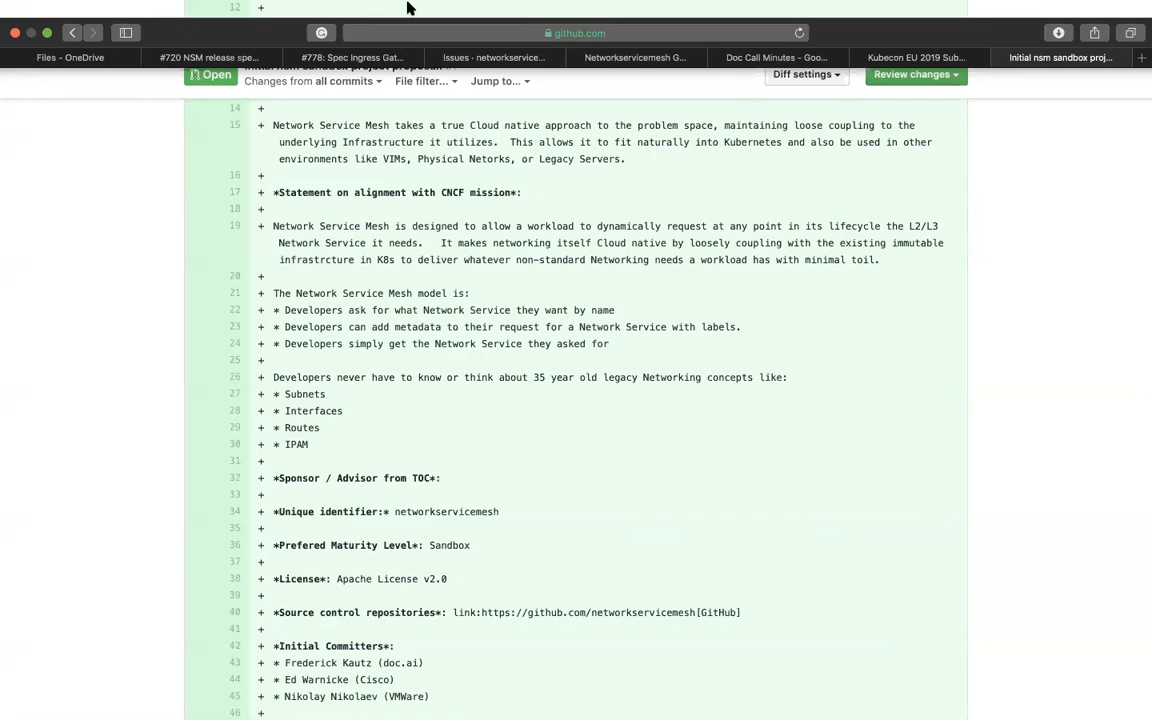 12 +
github.com
Files - OneDrive #720 NSM release spe... #778: Spec Ingress Gat... Issues · networkservice... Networkservicemesh G... Doc Call Minutes - Goo... Kubecon EU 2019 Sub... Initial nsm sandbox proj... +
Open Changes from all commits File filter... Jump to... Diff settings Review changes
14 +
15 + Network Service Mesh takes a true Cloud native approach to the problem space, maintaining loose coupling to the
underlying Infrastructure it utilizes.  This allows it to fit naturally into Kubernetes and also be used in other
environments like VIMs, Physical Netorks, or Legacy Servers.
16 +
17 + *Statement on alignment with CNCF mission*:
18 +
19 + Network Service Mesh is designed to allow a workload to dynamically request at any point in its lifecycle the L2/L3
Network Service it needs.   It makes networking itself Cloud native by loosely coupling with the existing immutable
infrastrcture in K8s to deliver whatever non-standard Networking needs a workload has with minimal toil.
20 +
21 + The Network Service Mesh model is:
22 + * Developers ask for what Network Service they want by name
23 + * Developers can add metadata to their request for a Network Service with labels.
24 + * Developers simply get the Network Service they asked for
25 +
26 + Developers never have to know or think about 35 year old legacy Networking concepts like:
27 + * Subnets
28 + * Interfaces
29 + * Routes
30 + * IPAM
31 +
32 + *Sponsor / Advisor from TOC*:
33 +
34 + *Unique identifier:* networkservicemesh
35 +
36 + *Prefered Maturity Level*: Sandbox
37 +
38 + *License*: Apache License v2.0
39 +
40 + *Source control repositories*: link:https://github.com/networkservicemesh[GitHub]
41 +
42 + *Initial Committers*:
43 + * Frederick Kautz (doc.ai)
44 + * Ed Warnicke (Cisco)
45 + * Nikolay Nikolaev (VMWare)
46 +